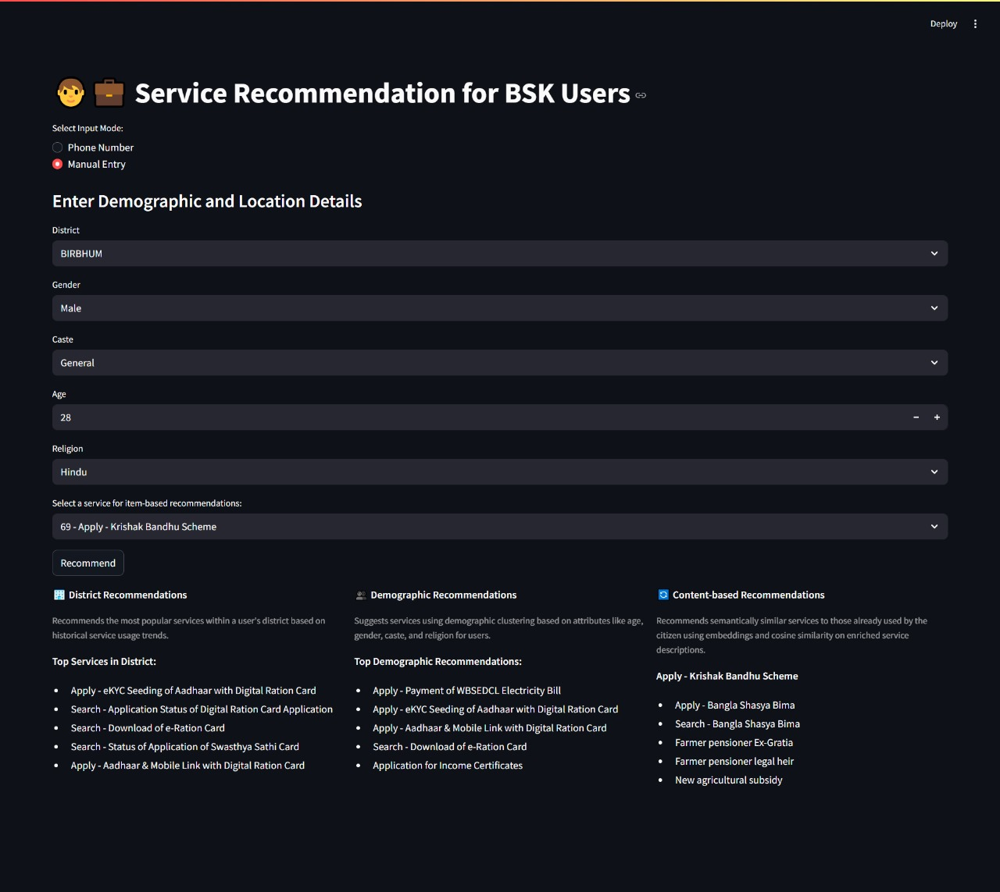 Deploy
Service Recommendation for BSK Users
Select Input Mode:
Phone Number
Manual Entry
Enter Demographic and Location Details
District
BIRBHUM
Gender
Male
Caste
General
Age
28
Religion
Hindu
Select a service for item-based recommendations:
69 - Apply - Krishak Bandhu Scheme
Recommend
District Recommendations
Recommends the most popular services within a user's district based on
historical service usage trends.
Top Services in District:
Apply - eKYC Seeding of Aadhaar with Digital Ration Card
Search - Application Status of Digital Ration Card Application
Search - Download of e-Ration Card
Search - Status of Application of Swasthya Sathi Card
Apply - Aadhaar & Mobile Link with Digital Ration Card
Demographic Recommendations
Suggests services using demographic clustering based on attributes like age,
gender, caste, and religion for users.
Top Demographic Recommendations:
Apply - Payment of WBSEDCL Electricity Bill
Apply - eKYC Seeding of Aadhaar with Digital Ration Card
Apply - Aadhaar & Mobile Link with Digital Ration Card
Search - Download of e-Ration Card
Application for Income Certificates
Content-based Recommendations
Recommends semantically similar services to those already used by the
citizen using embeddings and cosine similarity on enriched service
descriptions.
Apply - Krishak Bandhu Scheme
Apply - Bangla Shasya Bima
Search - Bangla Shasya Bima
Farmer pensioner Ex-Gratia
Farmer pensioner legal heir
New agricultural subsidy